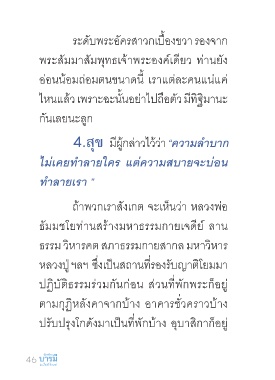 ระดับพระอัครสาวกเบื้องขวา รองจาก
พระสัมมาสัมพุทธเจ้าพระองค์เดียว ท่านยัง
อ่อนน้อมถ่อมตนขนาดนี้ เราแต่ละคนแน่แค่
ไหนแล้ว เพราะฉะนั้นอย่าไปถือตัว มีทิฐิมานะ
กันเลยนะลูก
4.สุข มีผู้กล่าวไว้ว่า "ความลำบาก
ไม่เคยทำลายใคร แต่ความสบายจะบ่อน
ทำลายเรา "
ถ้าพวกเราสังเกต จะเห็นว่า หลวงพ่อ
ธัมมชโยท่านสร้างมหาธรรมกายเจดีย์ ลาน
ธรรม วิหารคต สภาธรรมกายสากล มหาวิหาร
หลวงปู่ ฯลฯ ซึ่งเป็นสถานที่รองรับญาติโยมมา
ปฏิบัติธรรมร่วมกันก่อน ส่วนที่พักพระก็อยู่
ตามกุฏิหลังคาจากบ้าง อาคารชั่วคราวบ้าง
ปรับปรุงโกดังมาเป็นที่พักบ้าง อุบาสิกาก็อยู่
46 บารมี